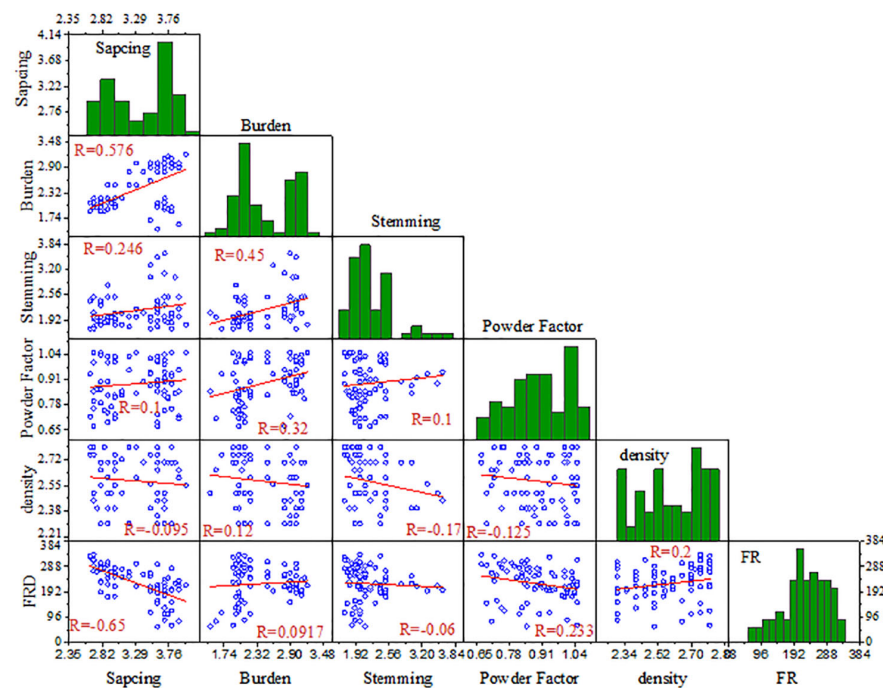 2.35 2.82 3.29 3.76
4.14
3.68
3.22
2.76
Sapcing
Sapcing
Burden
3.48
2.90
2.32
1.74
Burden
R=0.576
Stemming
3.84
3.20
2.56
1.92
Stemming
R=0.246
R=0.45
Powder Factor
1.04
0.91
0.78
0.65
Powder Factor
R=0.1
R=0.32
R=0.1
density
2.72
2.55
2.38
2.21
density
R=-0.095
R=0.12
R=-0.17
R=-0.125
384
288
192
96
0
FRD
R=-0.65
R=0.0917
R=-0.06
R=0.233
R=0.2
FR
384
288
192
96
0
2.35 2.82 3.29 3.76 1.74 2.32 2.90 3.48 1.92 2.56 3.20 3.84 0.65 0.78 0.91 1.04 2.34 2.52 2.70 2.88 96 192 288 384
Sapcing Burden Stemming Powder Factor density FR